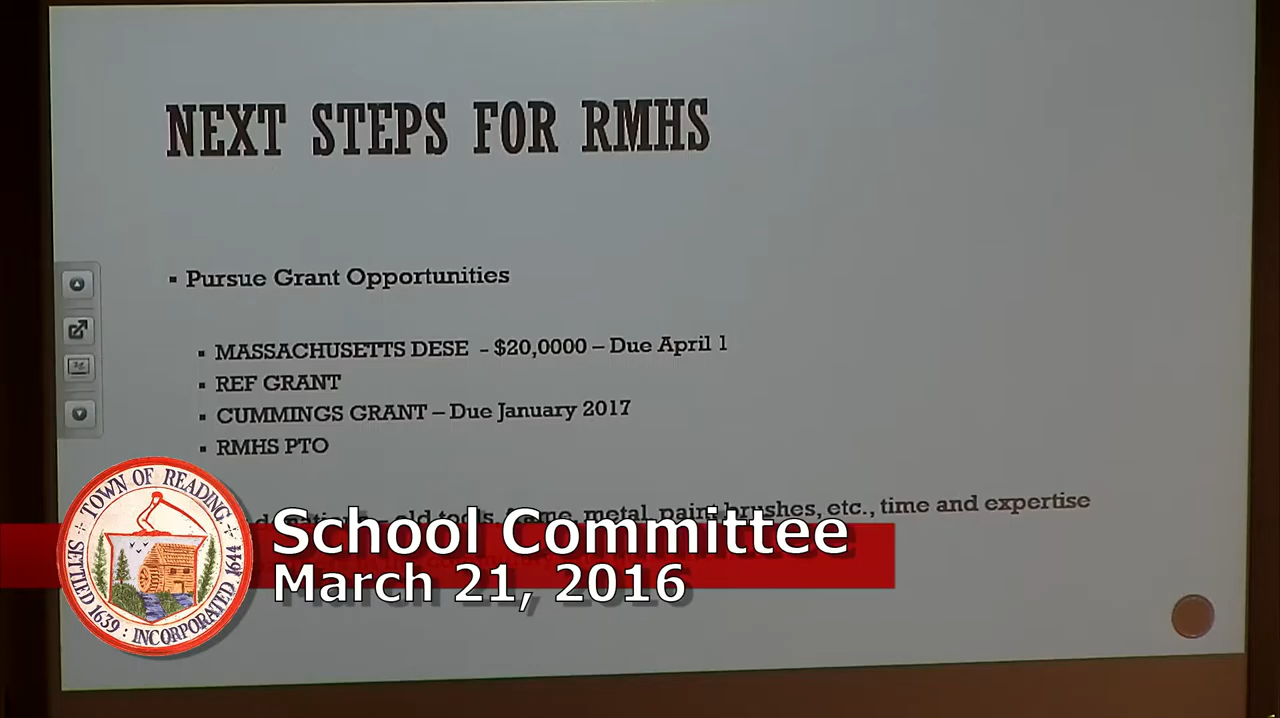 NEXT STEPS FOR RMHS
▪ Pursue Grant Opportunities
▪ MASSACHUSETTS DESE - $20,0000 – Due April 1
▪ REF GRANT
▪ CUMMINGS GRANT – Due January 2017
▪ RMHS PTO
old tools, metal, paint brushes, etc., time and expertise
School Committee
March 21, 2016
TOWN OF READING
SETTLED 1639 : INCORPORATED 1644